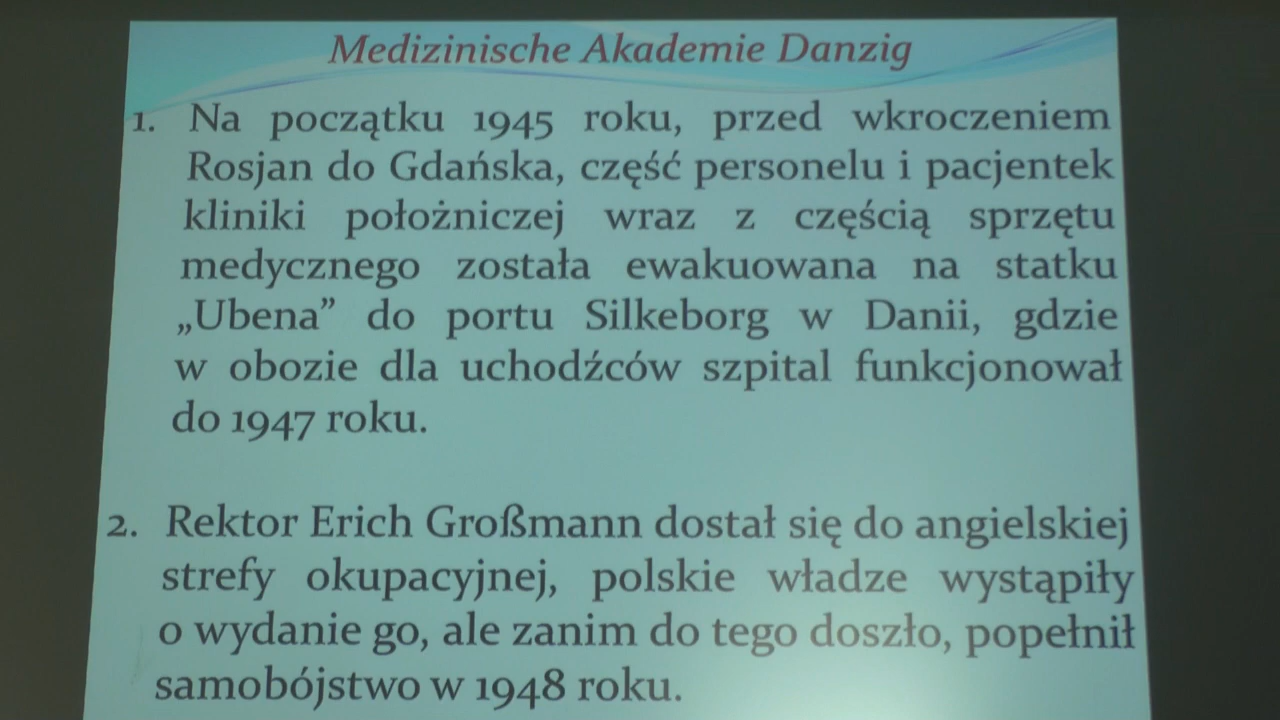 Medizinische Akademie Danzig
1. Na początku 1945 roku, przed wkroczeniem
Rosjan do Gdańska, część personelu i pacjentek
kliniki położniczej wraz z częścią sprzętu
medycznego została ewakuowana na statku
„Ubena” do portu Silkeborg w Danii, gdzie
w obozie dla uchodźców szpital funkcjonował
do 1947 roku.
2. Rektor Erich Großmann dostał się do angielskiej
strefy okupacyjnej, polskie władze wystąpiły
o wydanie go, ale zanim do tego doszło, popełnił
samobójstwo w 1948 roku.